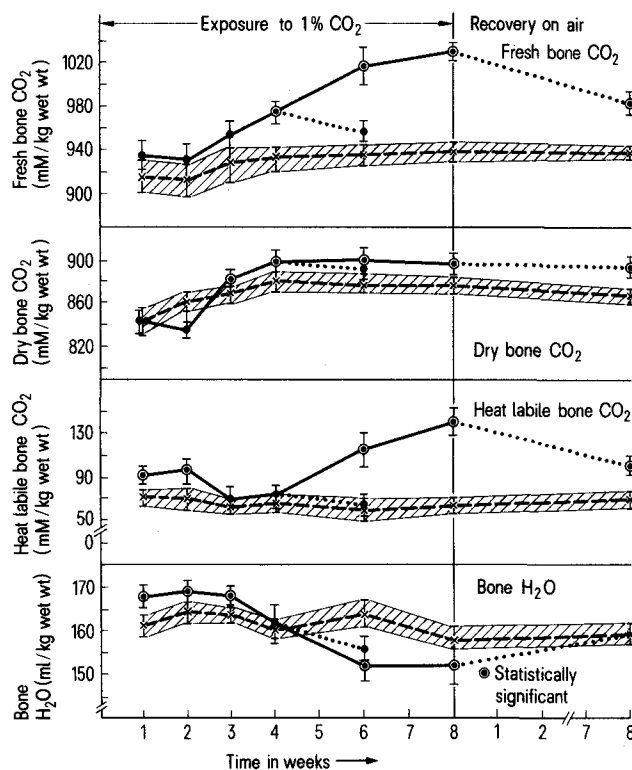 Exposure to 1% CO₂
Recovery on air
Fresh bone CO₂
Fresh bone CO₂
(mM/kg wet wt)
1020
980
940
900
Dry bone CO₂
(mM/kg wet wt)
900
860
820
Dry bone CO₂
Heat labile bone CO₂
(mM/kg wet wt)
130
90
50
0
Heat labile bone CO₂
Bone
H₂O (ml/kg wet wt)
170
160
150
Bone H₂O
Statistically
significant
1 2 3 4 6 7 8 1 2 7 8
Time in weeks